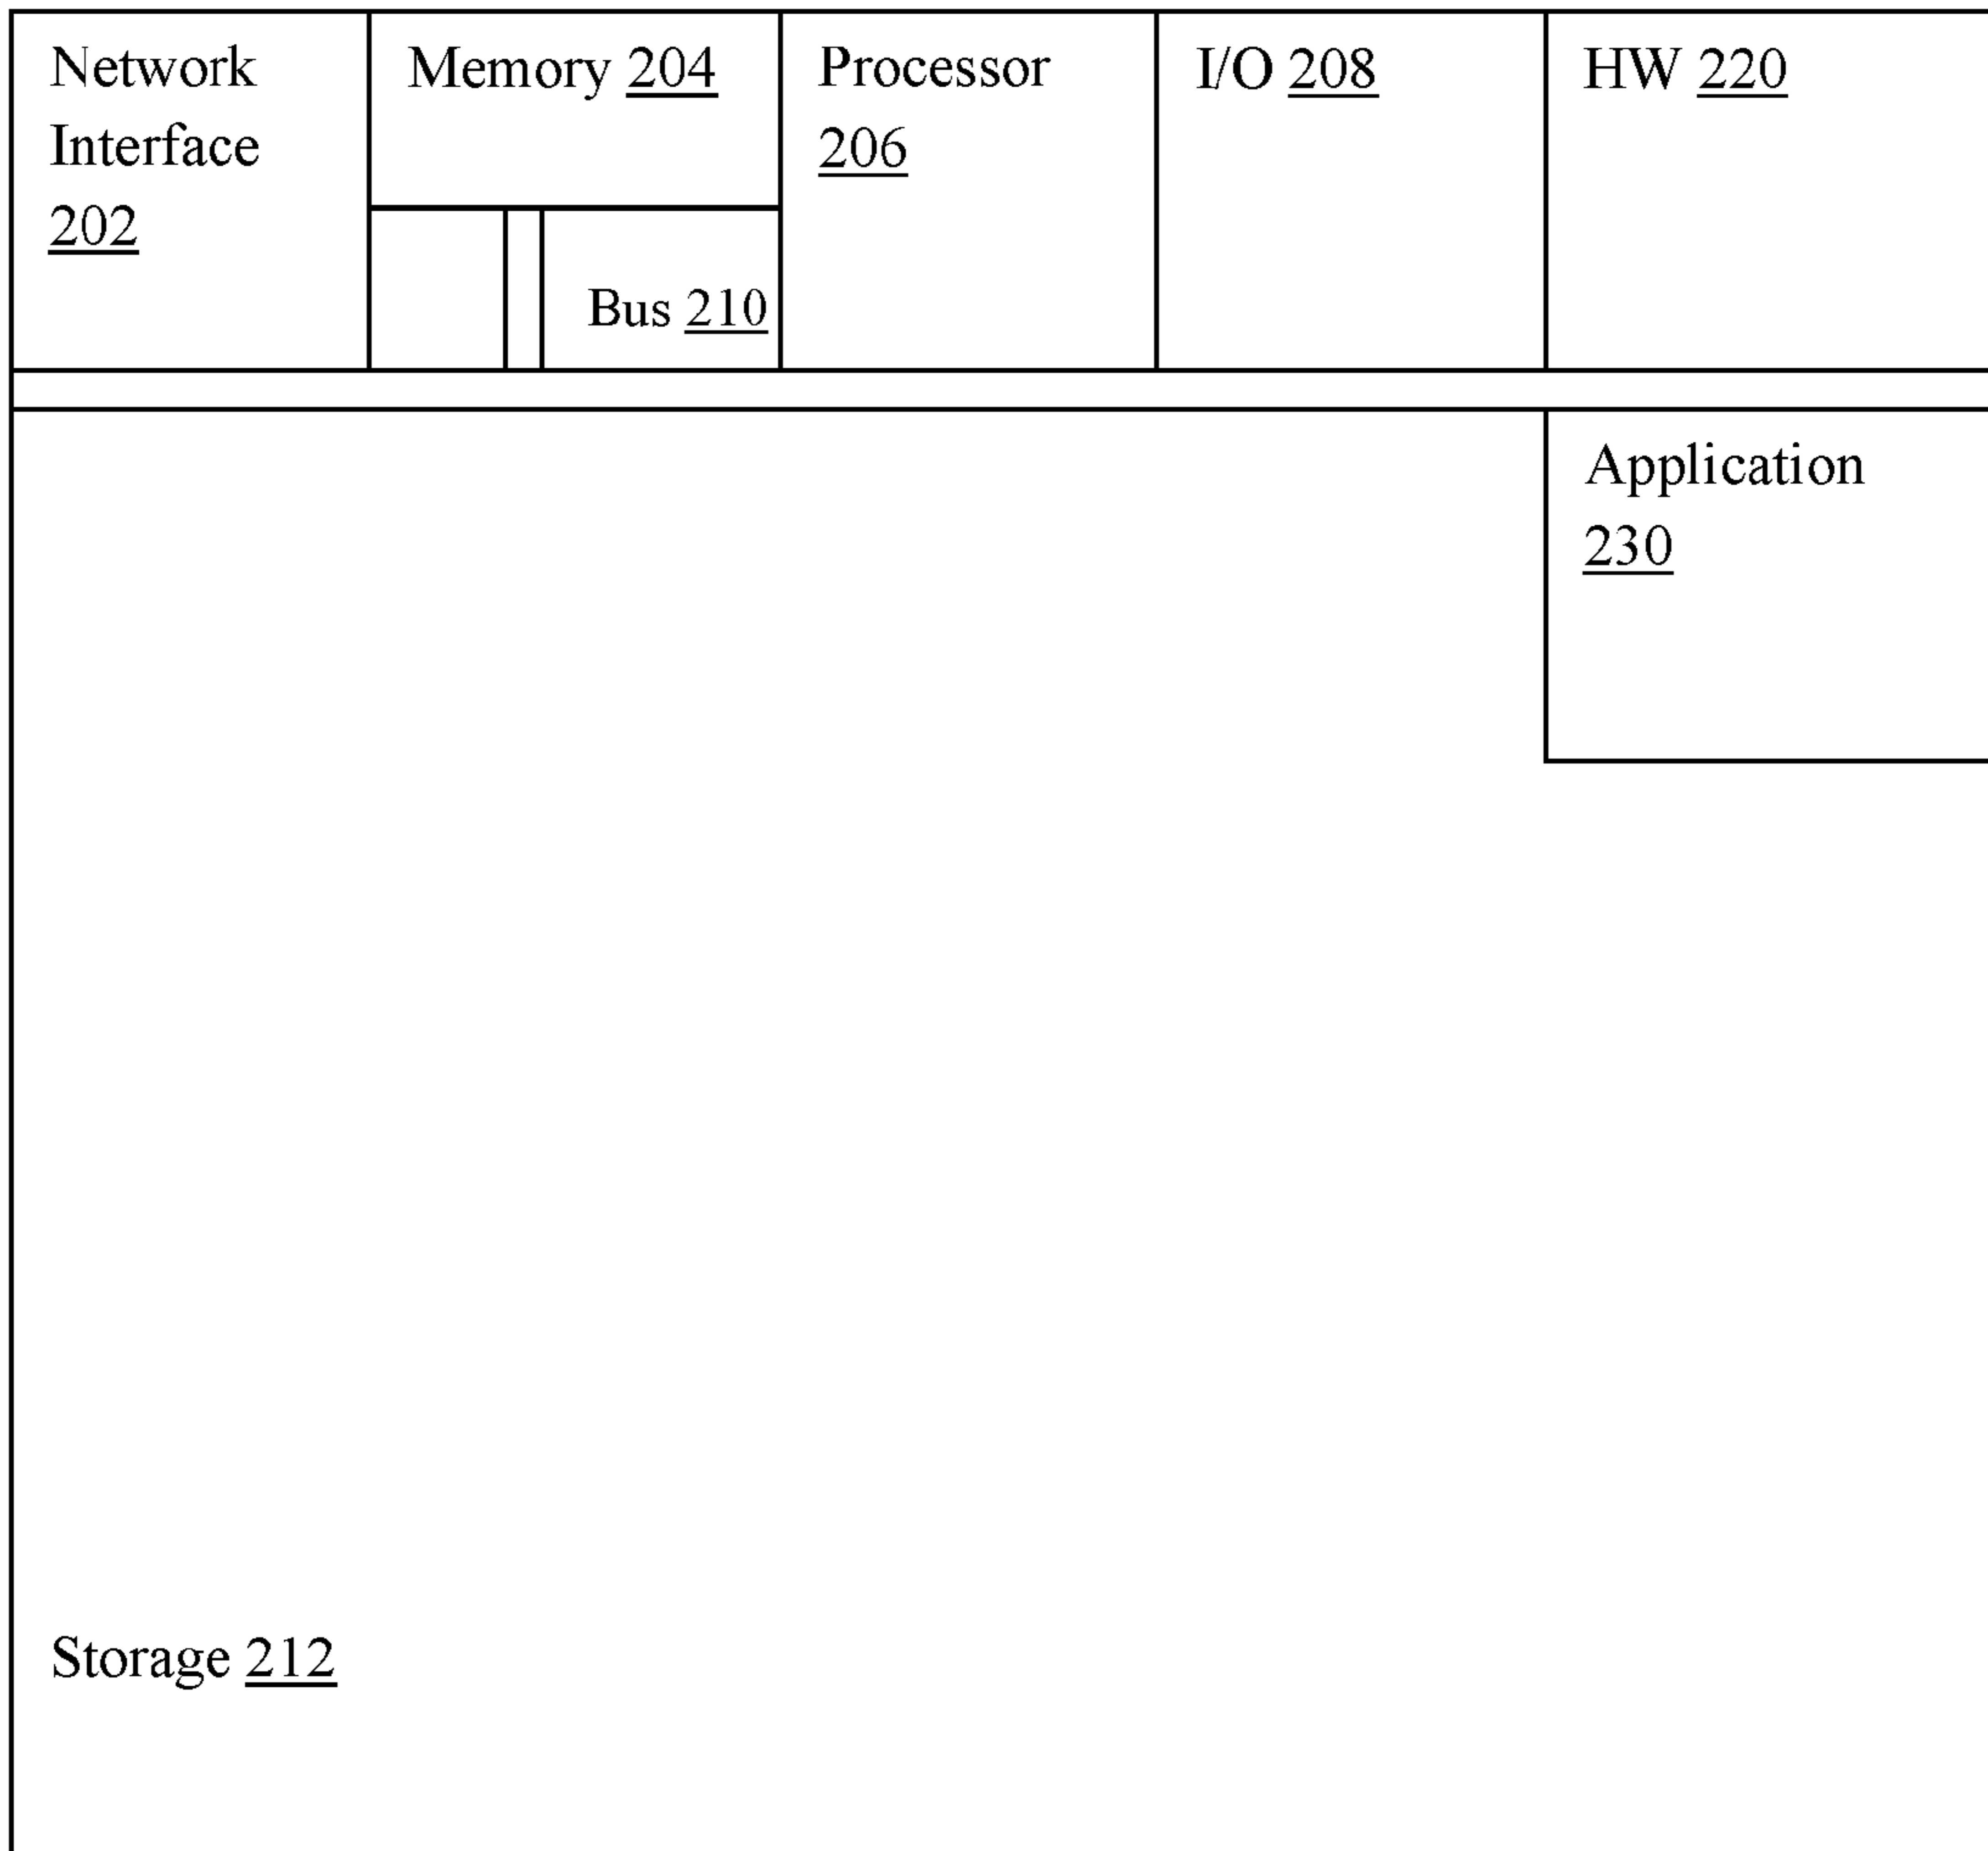 Network
Interface
202
Memory 204
Processor
206
I/O 208
HW 220
Bus 210
Application
230
Storage 212